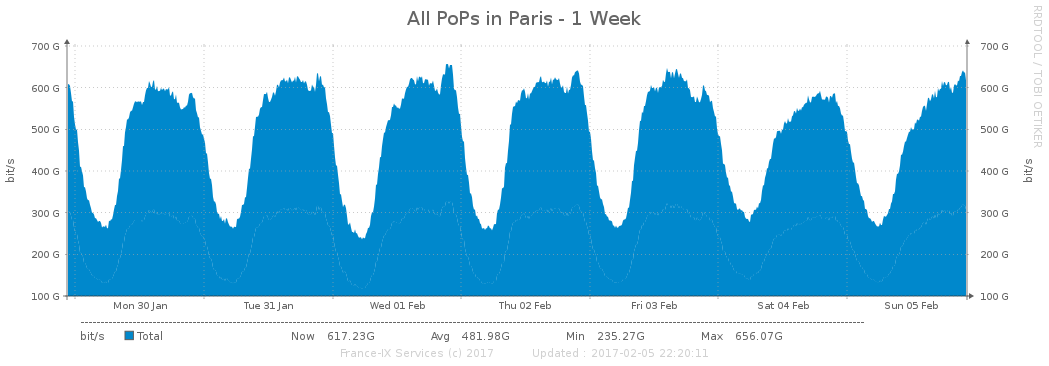 All PoPs in Paris - 1 Week
RRDTOOL / TOBI OETIKER
700 G 700 G
600 G 600 G
500 G 500 G
400 G 400 G
300 G 300 G
200 G 200 G
100 G 100 G
bit/s bit/s
Mon 30 Jan Tue 31 Jan Wed 01 Feb Thu 02 Feb Fri 03 Feb Sat 04 Feb Sun 05 Feb
bit/s Total Now 617.23G Avg 481.98G Min 235.27G Max 656.07G
France-IX Services (c) 2017 Updated : 2017-02-05 22:20:11